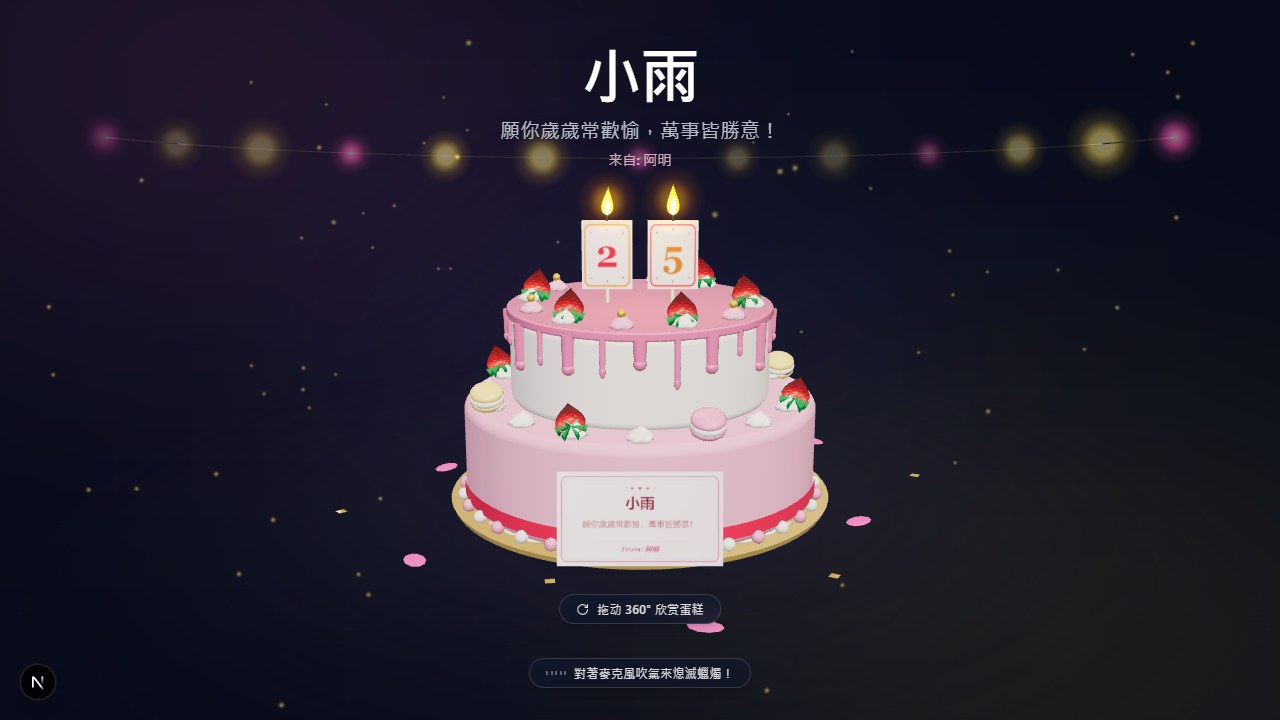 小雨
願你歲歲常歡愉，萬事皆勝意！
来自: 阿明
2 5
小雨
願你歲歲常歡愉，萬事皆勝意！
From: 阿明
拖动 360° 欣赏蛋糕
對著麥克風吹氣來熄滅蠟燭！
N